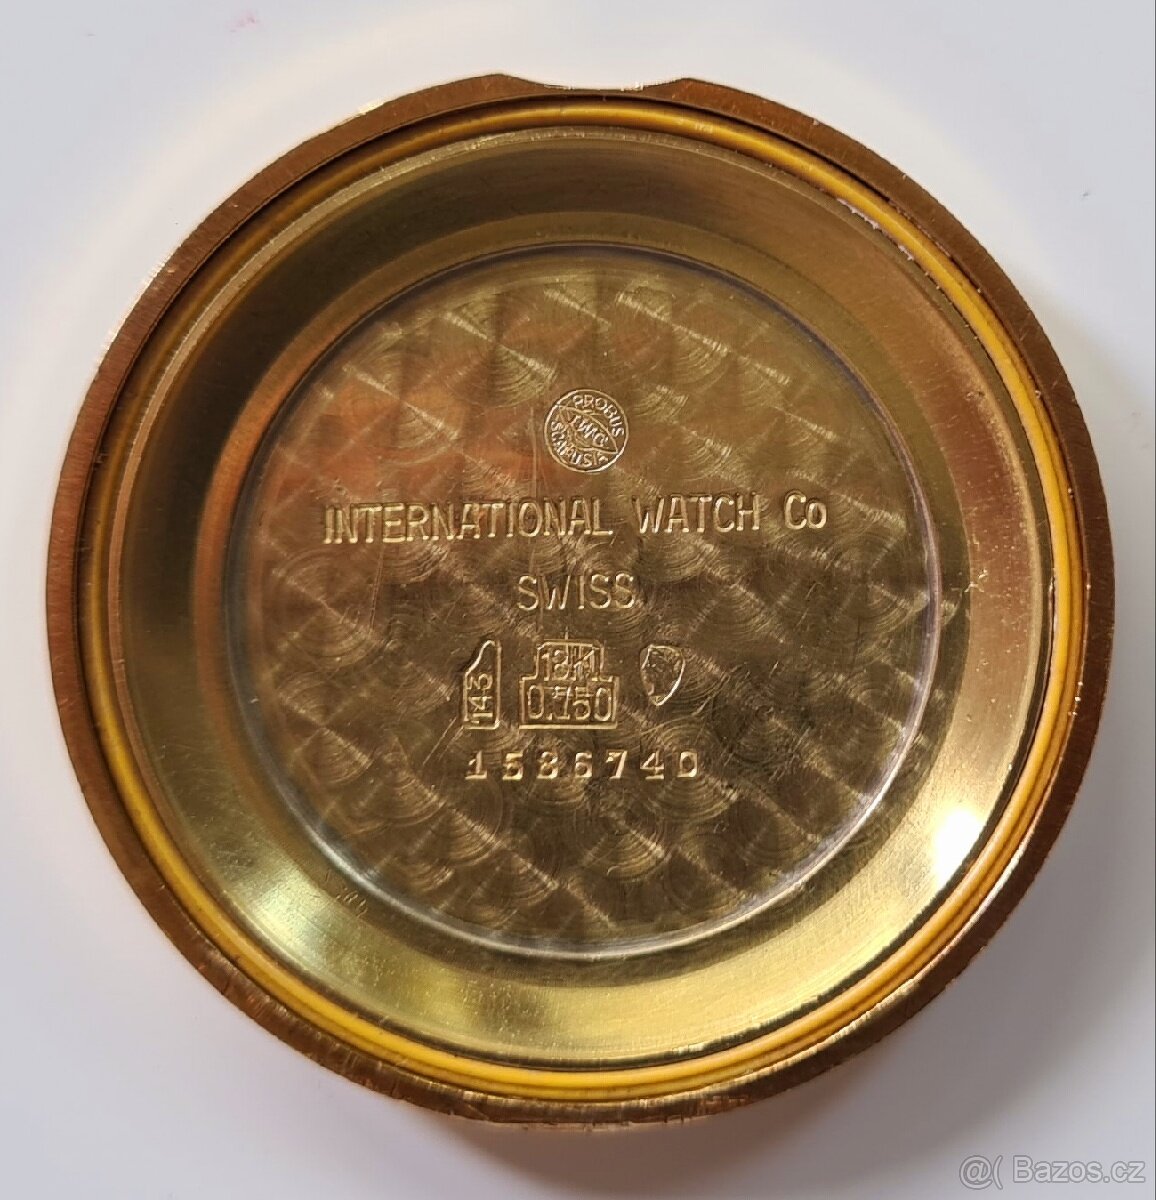 PROBUS
IWC
SCAFUSIA
INTERNATIONAL WATCH Co
SWISS
143
18K
0.750
1536740
@( Bazos.cz